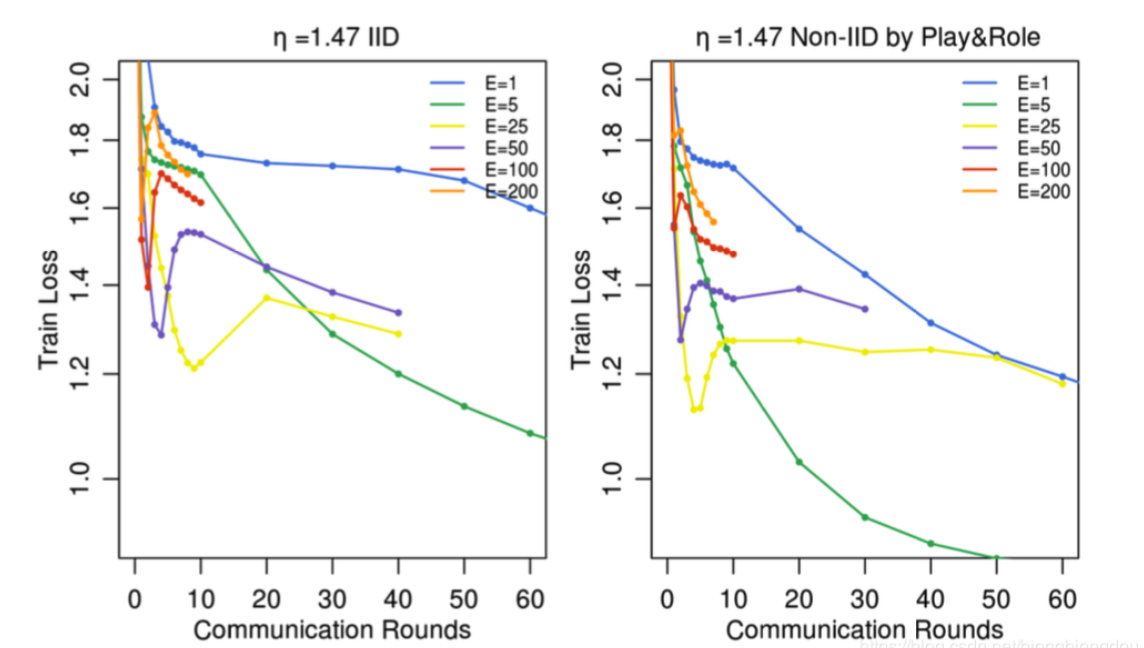 η =1.47 IID
Train Loss
2.0
1.8
1.6
1.4
1.2
1.0
E=1
E=5
E=25
E=50
E=100
E=200
0 10 20 30 40 50 60
Communication Rounds
η =1.47 Non-IID by Play&Role
Train Loss
2.0
1.8
1.6
1.4
1.2
1.0
E=1
E=5
E=25
E=50
E=100
E=200
0 10 20 30 40 50 60
Communication Rounds